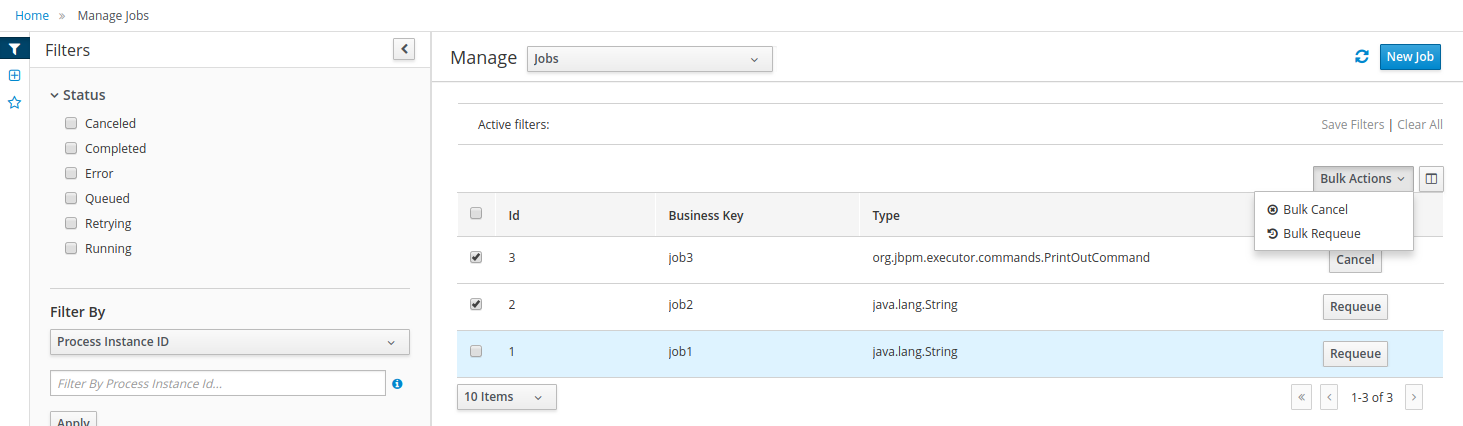 Home » Manage Jobs
Filters
Status
Canceled
Completed
Error
Queued
Retrying
Running
Filter By
Process Instance ID
Filter By Process Instance Id...
Apply
Manage Jobs
New Job
Active filters:
Save Filters | Clear All
Bulk Actions
Bulk Cancel
Bulk Requeue
Id Business Key Type
3 job3 org.jbpm.executor.commands.PrintOutCommand Cancel
2 job2 java.lang.String Requeue
1 job1 java.lang.String Requeue
10 Items
« ‹ 1-3 of 3 ›